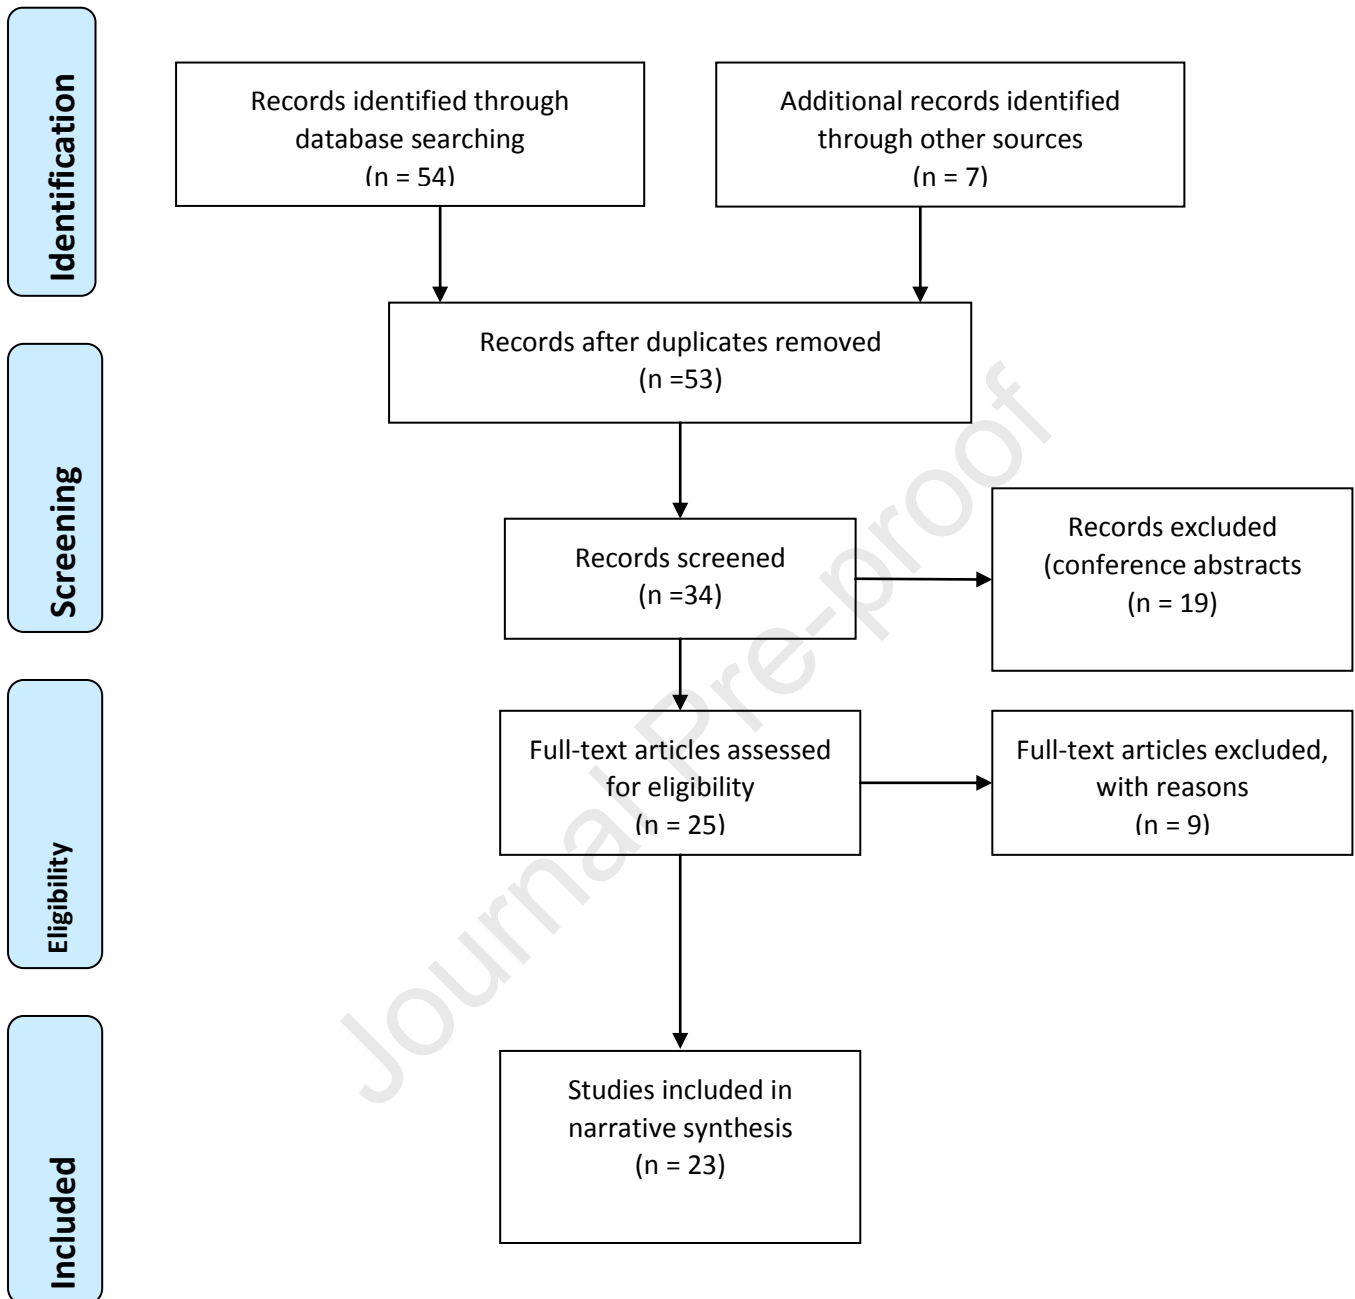 Identification
Records identified through
database searching
(n = 54)
Additional records identified
through other sources
(n = 7)
Records after duplicates removed
(n =53)
Screening
Records screened
(n =34)
Records excluded
(conference abstracts
(n = 19)
Eligibility
Full-text articles assessed
for eligibility
(n = 25)
Full-text articles excluded,
with reasons
(n = 9)
Included
Studies included in
narrative synthesis
(n = 23)
Journal Pre-proof